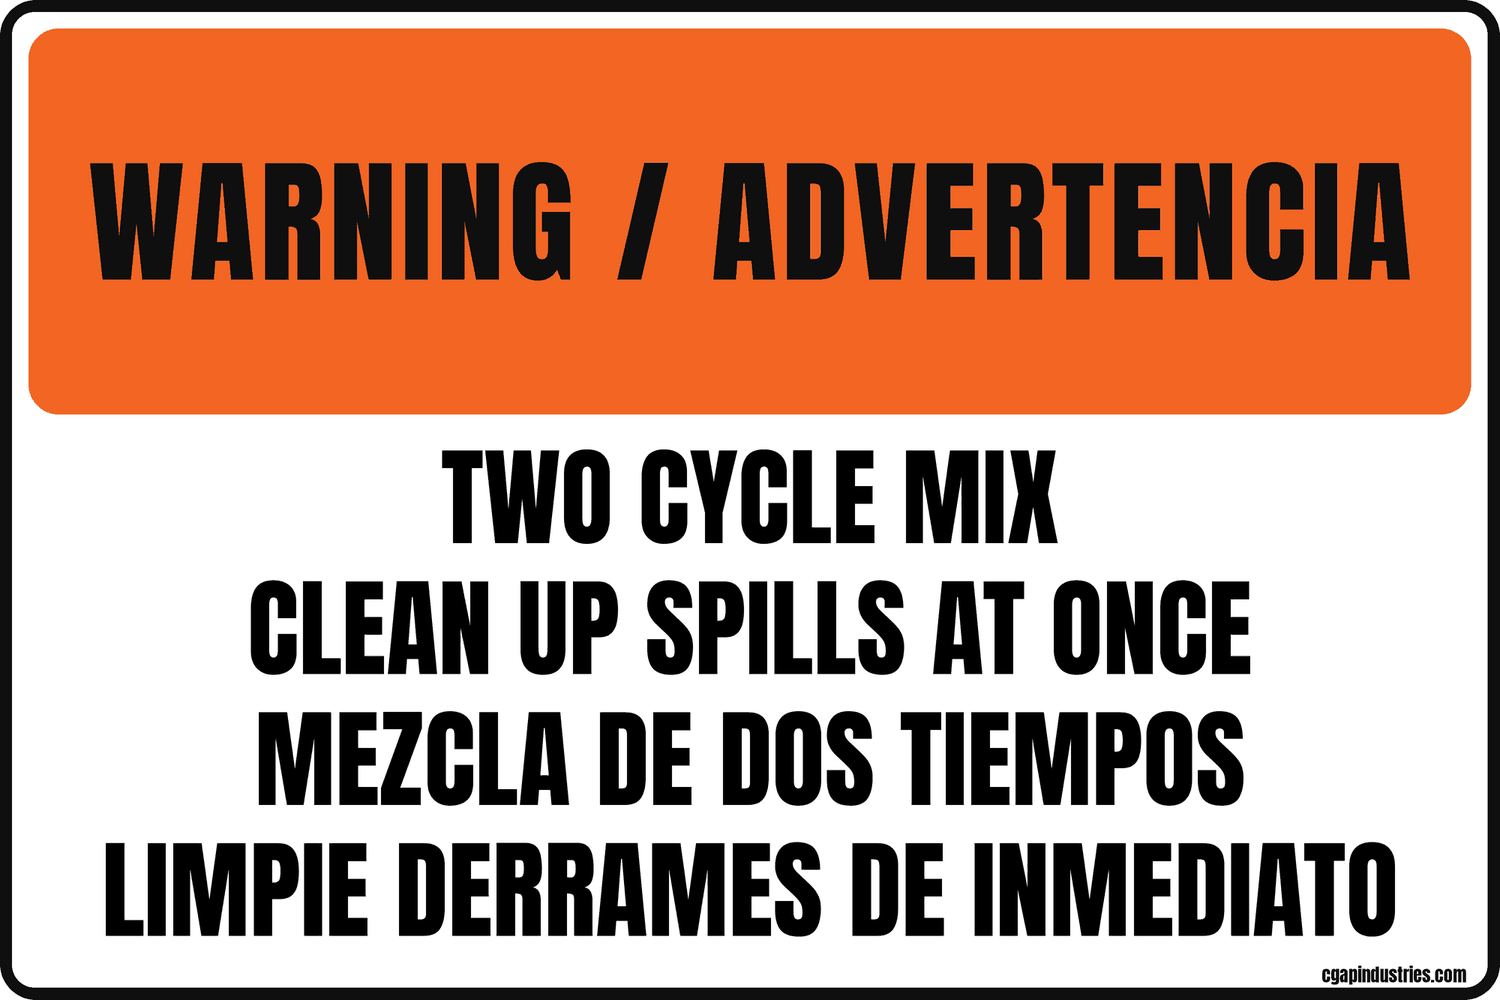 WARNING / ADVERTENCIA
TWO CYCLE MIX
CLEAN UP SPILLS AT ONCE
MEZCLA DE DOS TIEMPOS
LIMPIE DERRAMES DE INMEDIATO
cgapindustries.com